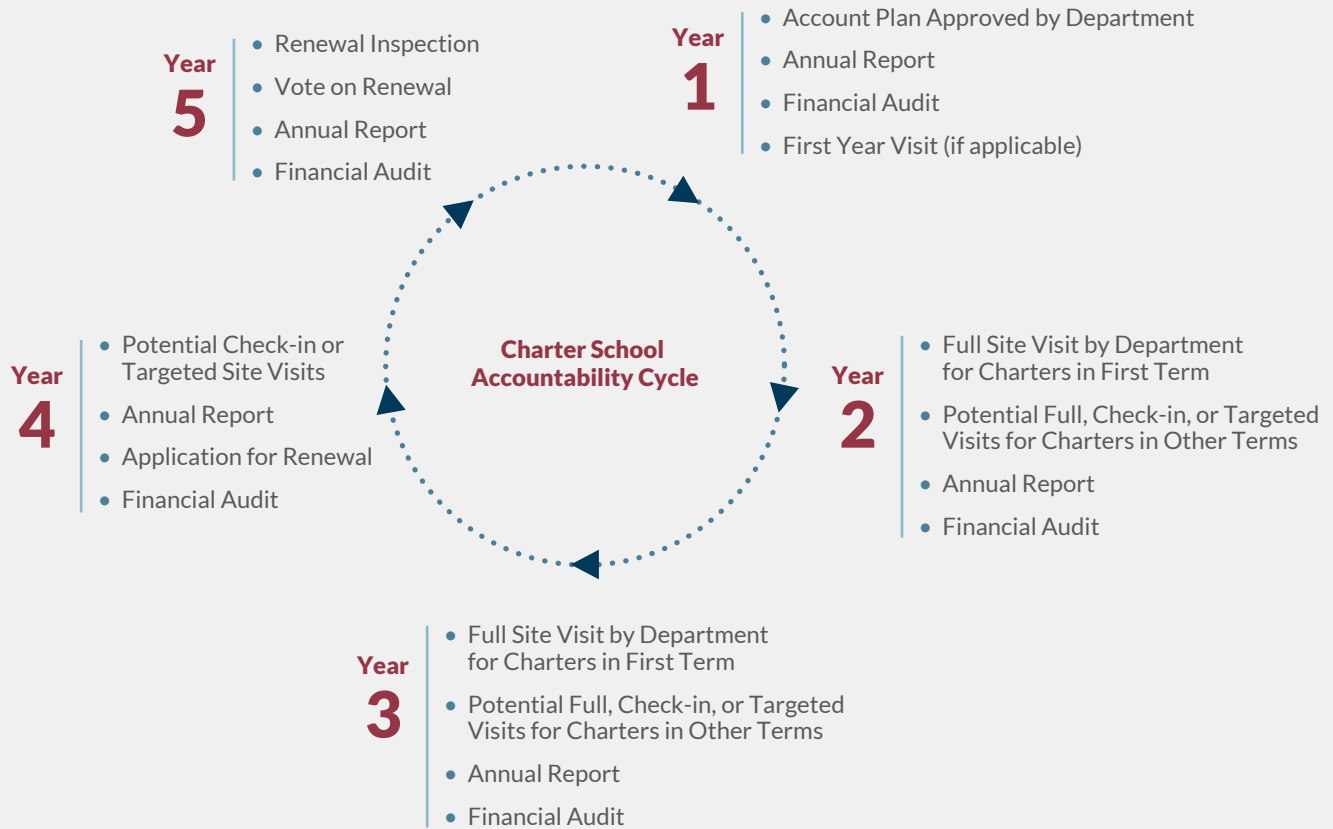 Charter School
Accountability Cycle
Year
1
Account Plan Approved by Department
Annual Report
Financial Audit
First Year Visit (if applicable)
Year
2
Full Site Visit by Department
for Charters in First Term
Potential Full, Check-in, or Targeted
Visits for Charters in Other Terms
Annual Report
Financial Audit
Year
3
Full Site Visit by Department
for Charters in First Term
Potential Full, Check-in, or Targeted
Visits for Charters in Other Terms
Annual Report
Financial Audit
Year
4
Potential Check-in or
Targeted Site Visits
Annual Report
Application for Renewal
Financial Audit
Year
5
Renewal Inspection
Vote on Renewal
Annual Report
Financial Audit